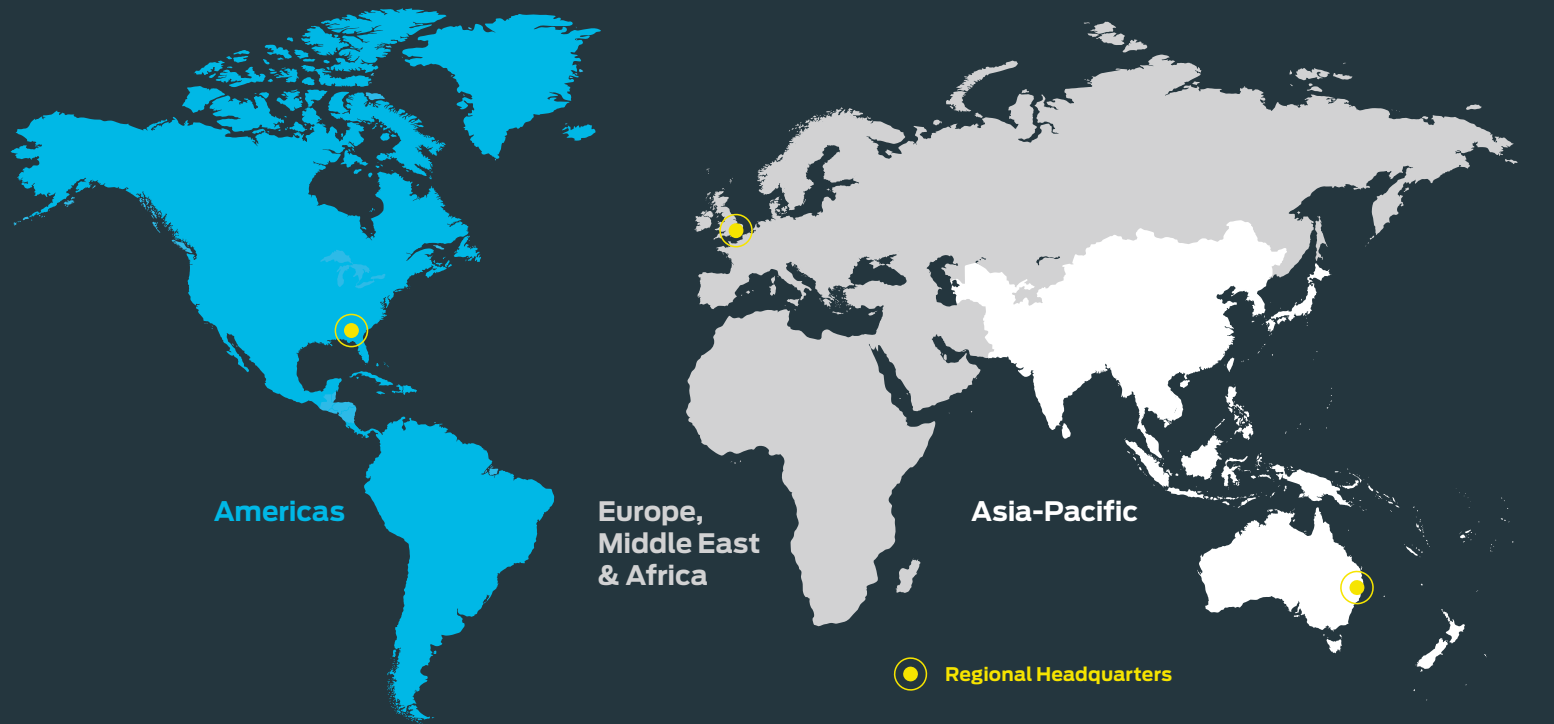 Americas
Europe,
Middle East
& Africa
Asia-Pacific
Regional Headquarters